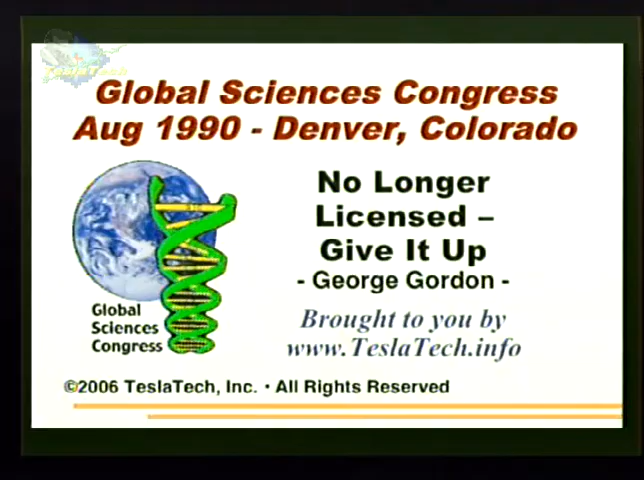 TeslaTech
Global Sciences Congress
Aug 1990 - Denver, Colorado
No Longer
Licensed –
Give It Up
- George Gordon -
Global
Sciences
Congress
Brought to you by
www.TeslaTech.info
©2006 TeslaTech, Inc. • All Rights Reserved